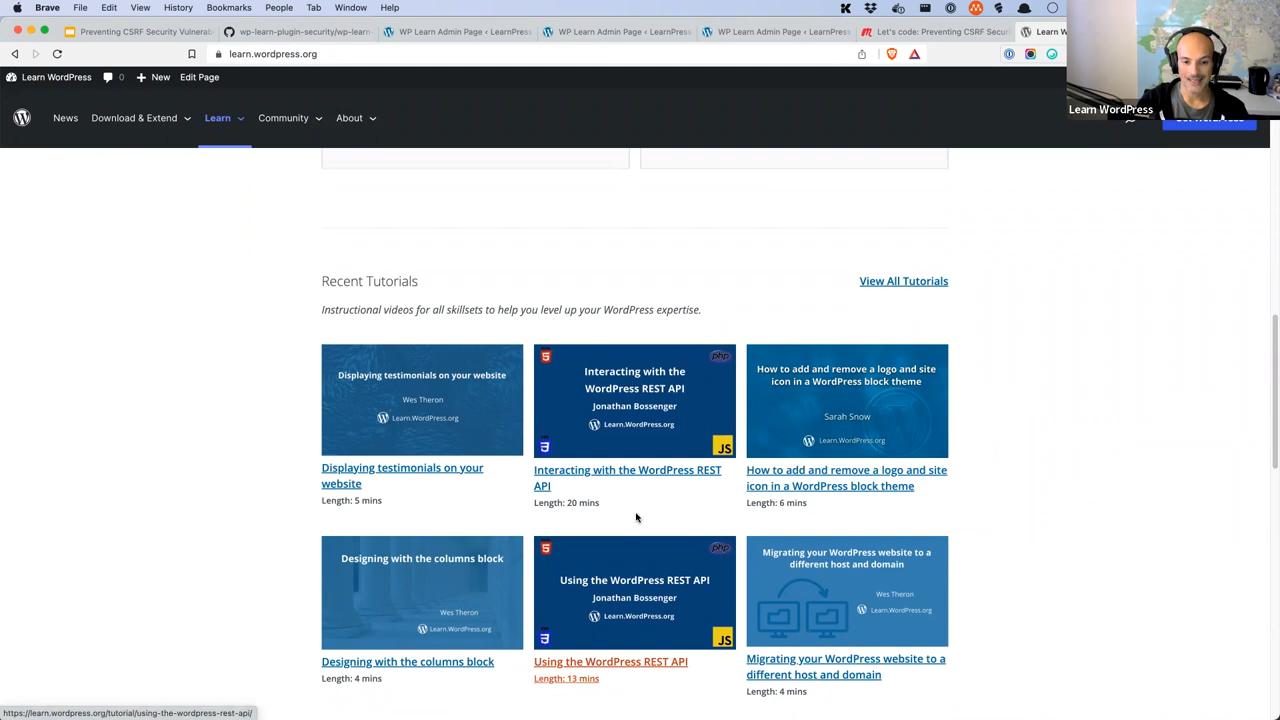 Brave File Edit View History Bookmarks People Tab Window Help
Preventing CSRF Security Vulnerab
wp-learn-plugin-security/wp-learn-
WP Learn Admin Page ‹ LearnPress
WP Learn Admin Page ‹ LearnPress
WP Learn Admin Page ‹ LearnPress
Let's code: Preventing CSRF Secur
Learn W
learn.wordpress.org
Learn WordPress 0 New Edit Page
Learn WordPress
News Download & Extend Learn Community About
Recent Tutorials
View All Tutorials
Instructional videos for all skillsets to help you level up your WordPress expertise.
Displaying testimonials on your website
Wes Theron
Learn.WordPress.org
Displaying testimonials on your
website
Length: 5 mins
5
php
Interacting with the
WordPress REST API
Jonathan Bossenger
Learn.WordPress.org
3
JS
Interacting with the WordPress REST
API
Length: 20 mins
How to add and remove a logo and site
icon in a WordPress block theme
Sarah Snow
Learn.WordPress.org
How to add and remove a logo and site
icon in a WordPress block theme
Length: 6 mins
Designing with the columns block
Wes Theron
Learn.WordPress.org
Designing with the columns block
Length: 4 mins
5
php
Using the WordPress REST API
Jonathan Bossenger
Learn.WordPress.org
3
JS
Using the WordPress REST API
Length: 13 mins
Migrating your WordPress website to a
different host and domain
Wes Theron
Learn.WordPress.org
Migrating your WordPress website to a
different host and domain
Length: 4 mins
https://learn.wordpress.org/tutorial/using-the-wordpress-rest-api/